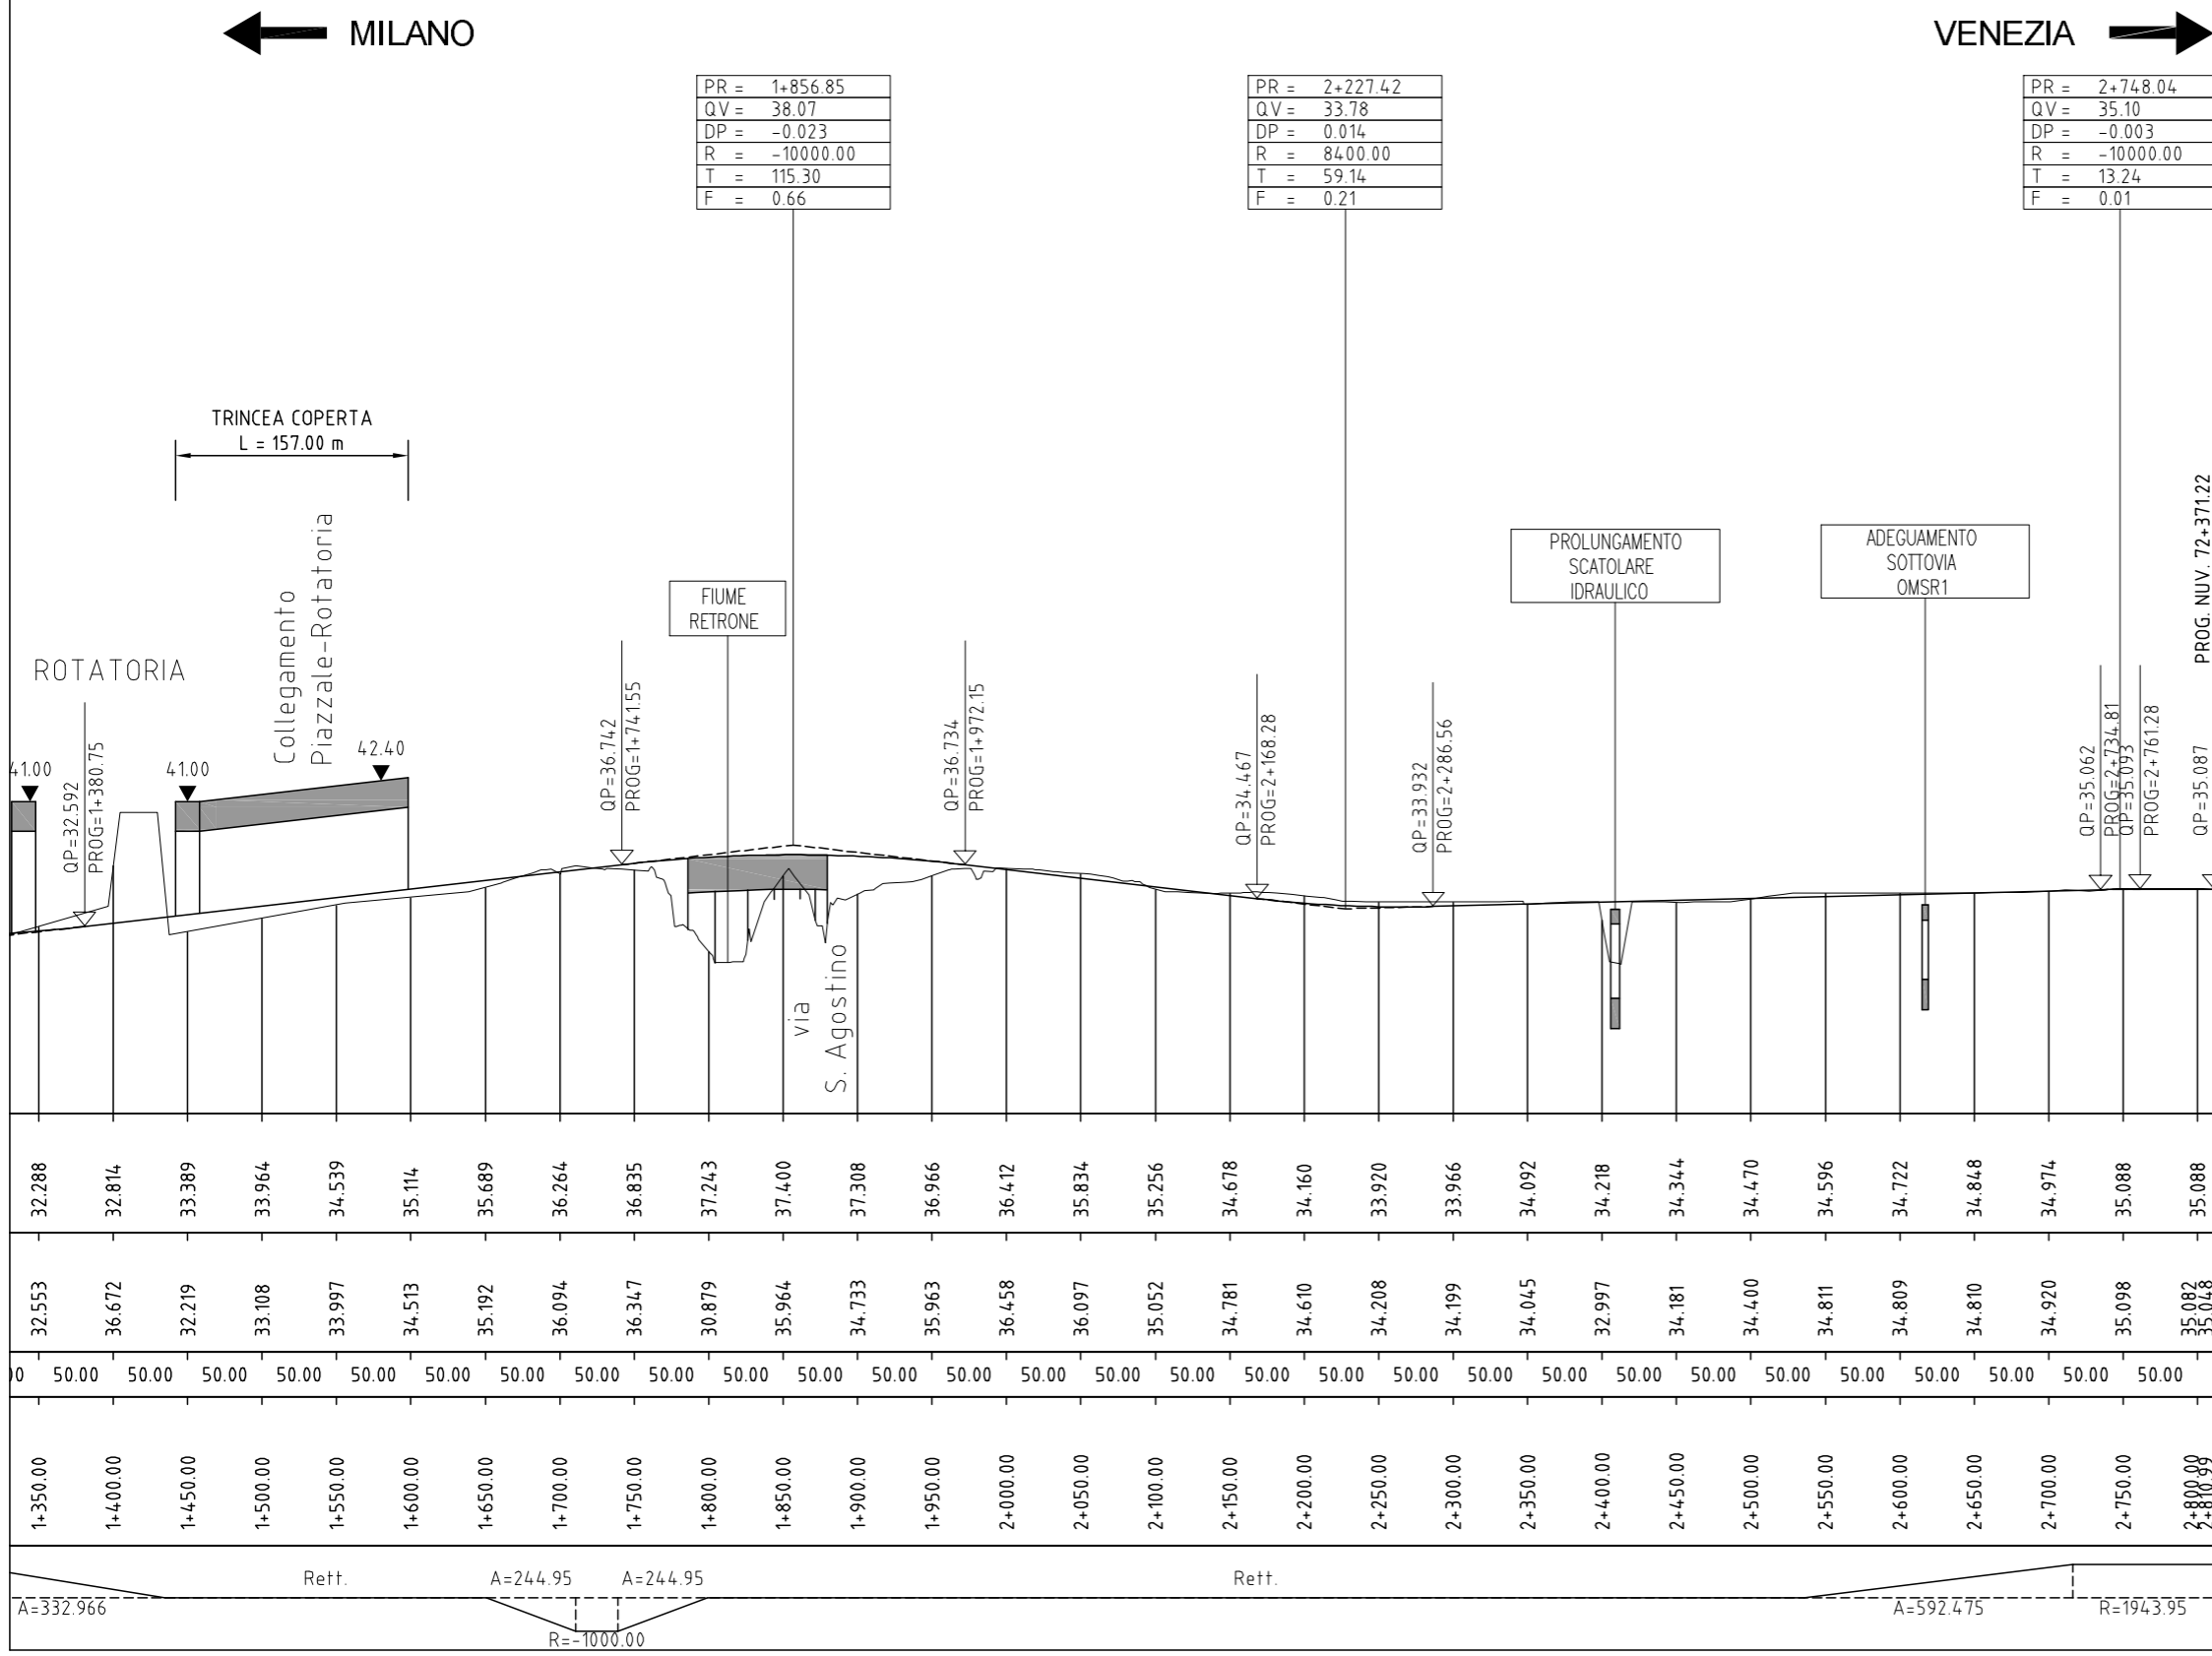 MILANO
VENEZIA
PR = 1+856.85
QV = 38.07
DP = -0.023
R = -10000.00
T = 115.30
F = 0.66
PR = 2+227.42
QV = 33.78
DP = 0.014
R = 8400.00
T = 59.14
F = 0.21
PR = 2+748.04
QV = 35.10
DP = -0.003
R = -10000.00
T = 13.24
F = 0.01
TRINCEA COPERTA
L = 157.00 m
Collegamento
Piazzale-Rotatoria
ROTATORIA
41.00
QP=32.592
PROG=1+380.75
41.00
42.40
FIUME
RETRONE
QP=36.742
PROG=1+741.55
QP=36.734
PROG=1+972.15
QP=34.467
PROG=2+168.28
QP=33.932
PROG=2+286.56
PROLUNGAMENTO
SCATOLARE
IDRAULICO
ADEGUAMENTO
SOTTOVIA
OMSR1
QP=35.062
PROG=2+734.81
QP=35.093
PROG=2+761.28
PROG. NUV. 72+371.22
QP=35.087
via
S. Agostino
32.288 32.814 33.389 33.964 34.539 35.114 35.689 36.264 36.835 37.243 37.400 37.308 36.966 36.412 35.834 35.256 34.678 34.160 33.920 33.966 34.092 34.218 34.344 34.470 34.596 34.722 34.848 34.974 35.088 35.088
32.553 36.672 32.219 33.108 33.997 34.513 35.192 36.094 36.347 30.879 35.964 34.733 35.963 36.458 36.097 35.052 34.781 34.610 34.208 34.199 34.045 32.997 34.181 34.400 34.811 34.809 34.810 34.920 35.098 35.082 35.048
50.00 50.00 50.00 50.00 50.00 50.00 50.00 50.00 50.00 50.00 50.00 50.00 50.00 50.00 50.00 50.00 50.00 50.00 50.00 50.00 50.00 50.00 50.00 50.00 50.00 50.00 50.00 50.00 50.00
1+350.00 1+400.00 1+450.00 1+500.00 1+550.00 1+600.00 1+650.00 1+700.00 1+750.00 1+800.00 1+850.00 1+900.00 1+950.00 2+000.00 2+050.00 2+100.00 2+150.00 2+200.00 2+250.00 2+300.00 2+350.00 2+400.00 2+450.00 2+500.00 2+550.00 2+600.00 2+650.00 2+700.00 2+750.00 2+800.00 2+810.99
Rett. A=244.95 A=244.95 Rett.
A=332.966 A=592.475 R=1943.95
R=-1000.00